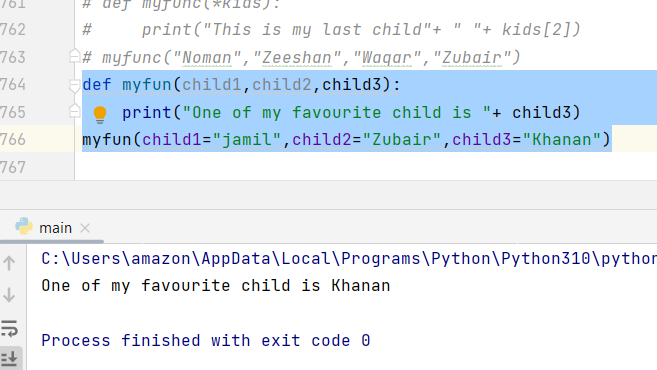 761 # def myfunc(*kids):
762 #     print("This is my last child"+ " "+ kids[2])
763 # myfunc("Noman","Zeeshan","Waqar","Zubair")
764 def myfun(child1,child2,child3):
765     print("One of my favourite child is "+ child3)
766 myfun(child1="jamil",child2="Zubair",child3="Khanan")
767
main
C:\Users\amazon\AppData\Local\Programs\Python\Python310\python
One of my favourite child is Khanan
Process finished with exit code 0